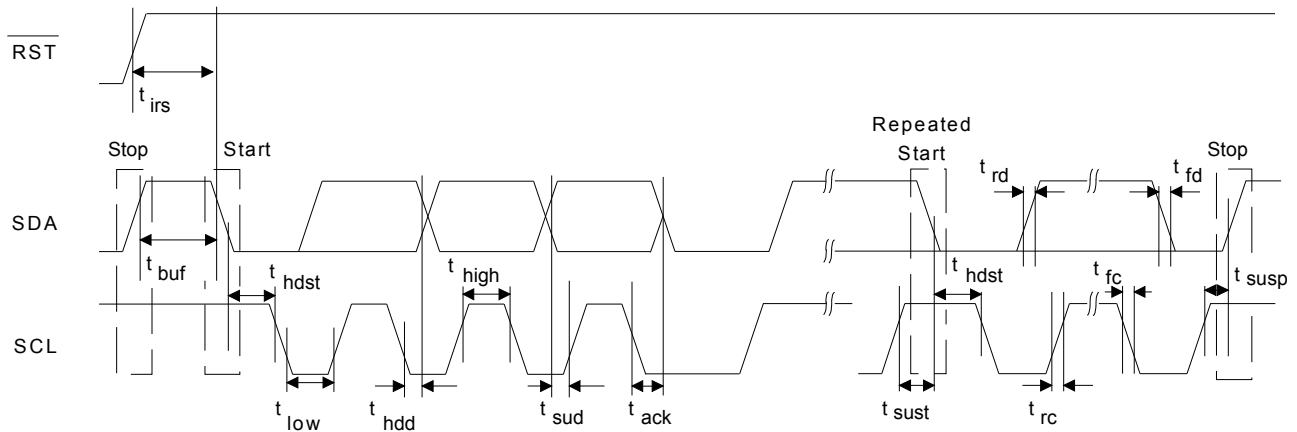 RST
t irs
Repeated
Stop
Start
Start
Stop
t rd
t fd
SDA
t buf
t hdst
t high
t hdst
t fc
t susp
SCL
t low
t hdd
t sud
t ack
t sust
t rc